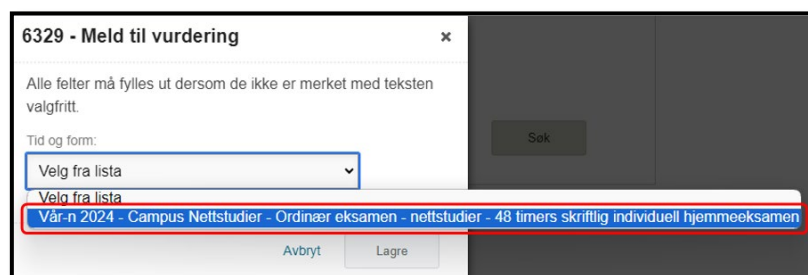 6329 - Meld til vurdering ×
Alle felter må fylles ut dersom de ikke er merket med teksten
valgfritt.
Tid og form:
Søk
Velg fra lista
Velg fra lista
Vår-n 2024 - Campus Nettstudier - Ordinær eksamen - nettstudier - 48 timers skriftlig individuell hjemmeeksamen
Avbryt Lagre